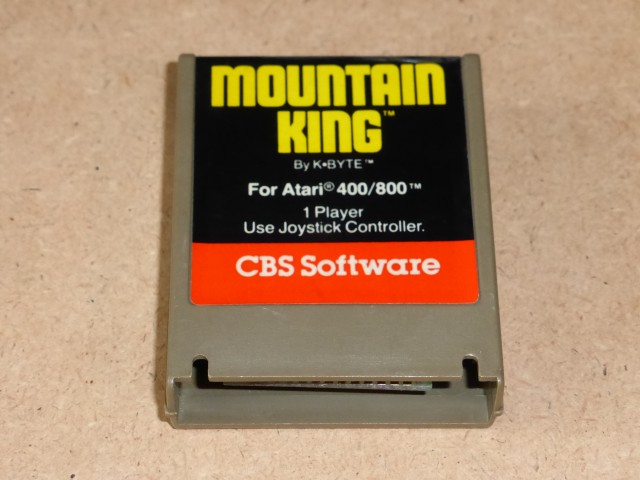 MOUNTAIN
KING™
By K•BYTE™
For Atari® 400/800™
1 Player
Use Joystick Controller.
CBS Software